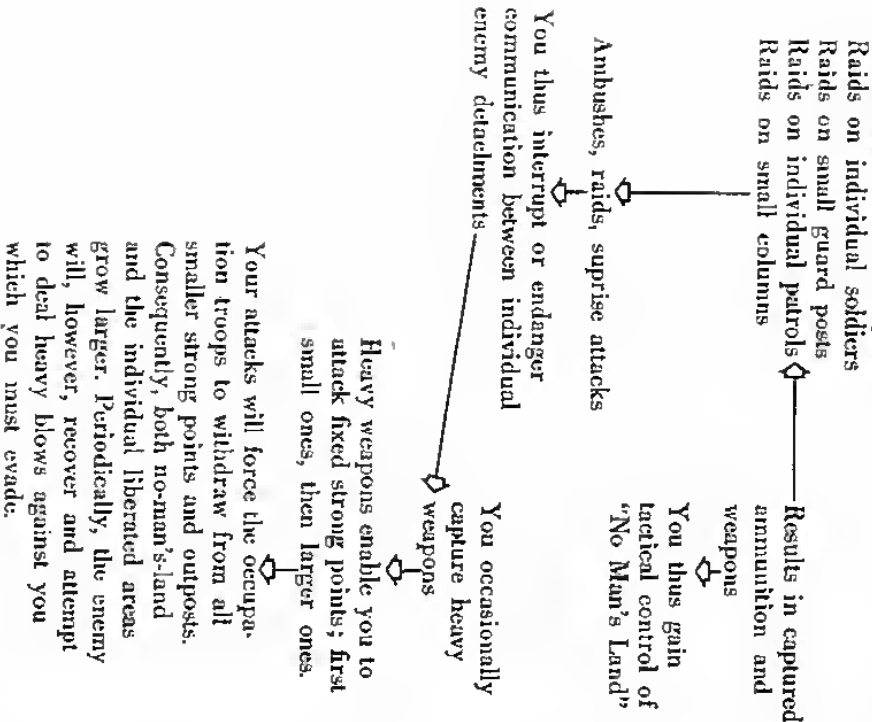 Raids on individual soldiers
Raids on small guard posts
Raids on individual patrols
Raids on small columns
Results in captured
ammunition and
weapons
You thus gain
tactical control of
"No Man's Land"
Ambushes, raids, suprise attacks
You thus interrupt or endanger
communication between individual
enemy detachments
You occasionally
capture heavy
weapons
Heavy weapons enable you to
attack fixed strong points; first
small ones, then larger ones.
Your attacks will force the occupa-
tion troops to withdraw from all
smaller strong points and outposts.
Consequently, both no-man's-land
and the individual liberated areas
grow larger. Periodically, the enemy
will, however, recover and attempt
to deal heavy blows against you
which you must evade.